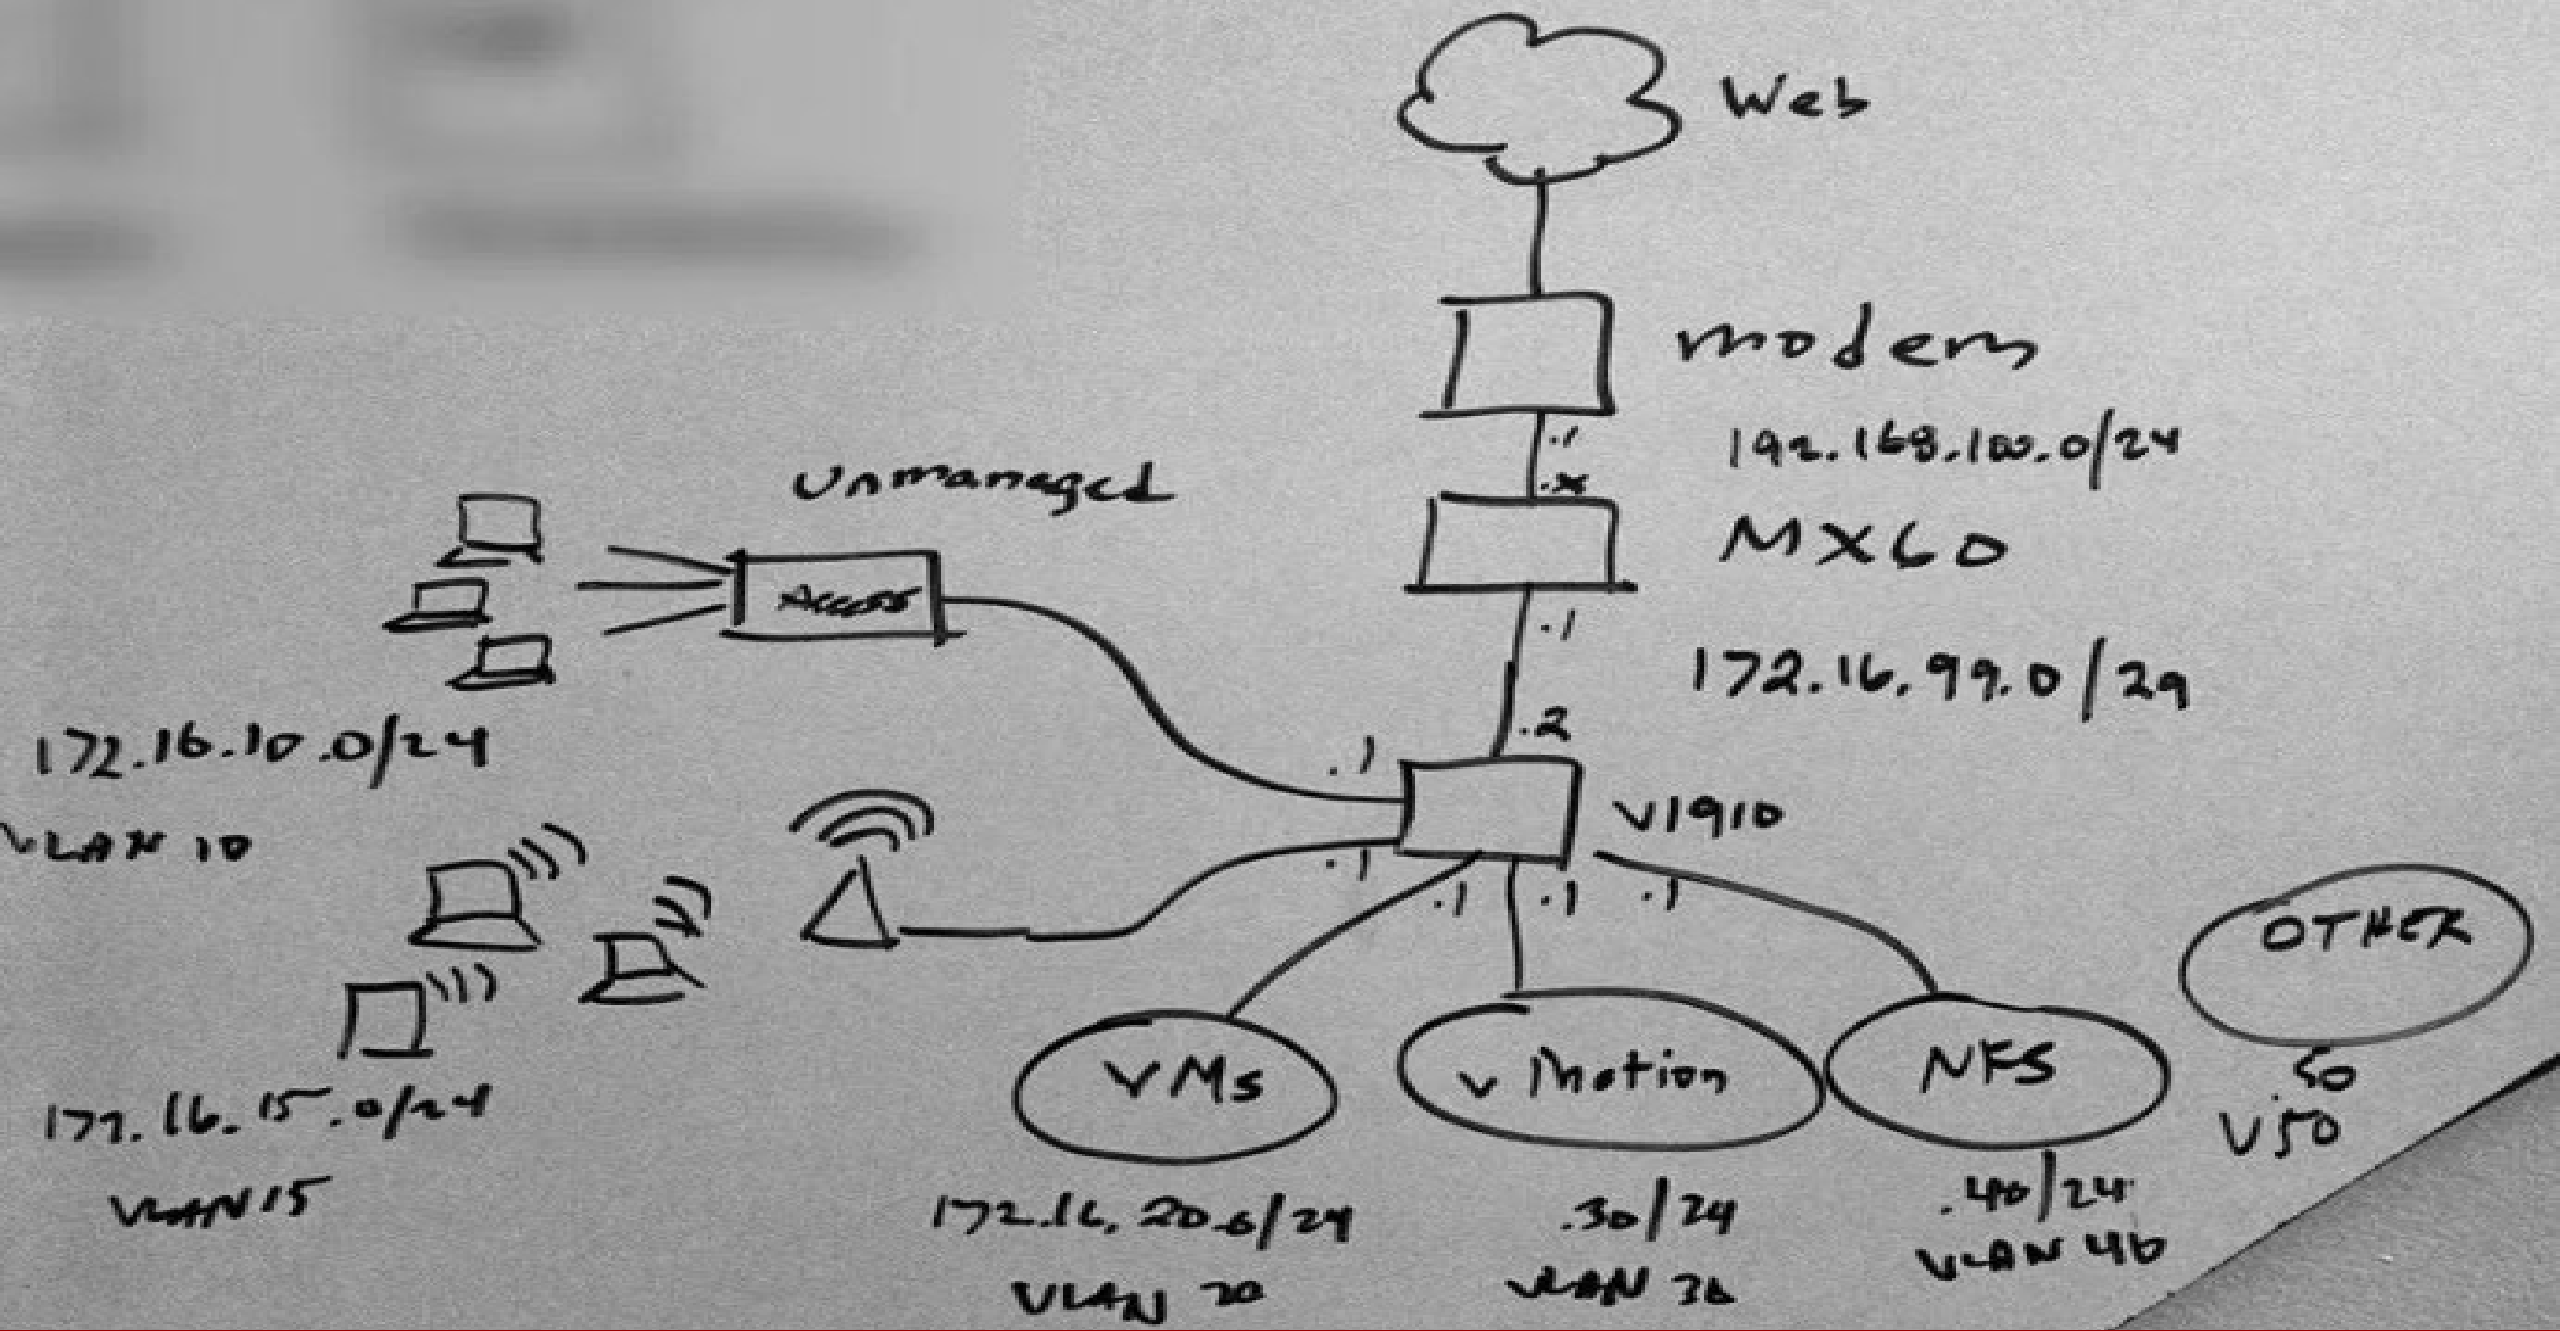 Web
modem
.1
192.168.100.0/24
.x
MX60
Unmanaged
Access
.1
172.16.99.0/29
.2
172.16.10.0/24
VLAN 10
.1
V1910
.1
.1
.1
.1
OTHER
.50
V50
VMs
vMotion
NFS
172.16.15.0/24
VLAN 15
172.16.20.0/24
VLAN 20
.30/24
VLAN 30
.40/24
VLAN 40